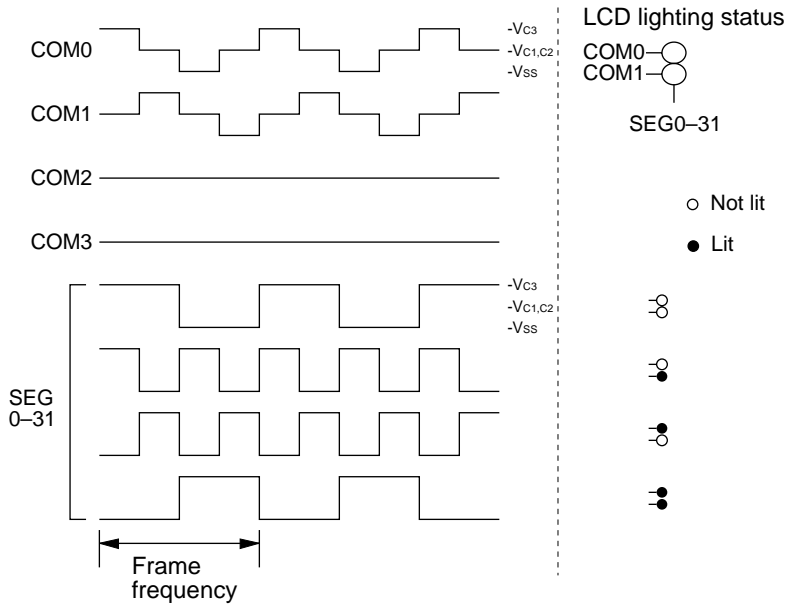 COM0
-VC3
-VC1,C2
-VSS
COM1
COM2
COM3
SEG
0–31
-VC3
-VC1,C2
-VSS
Frame
frequency
LCD lighting status
COM0
COM1
SEG0–31
Not lit
Lit